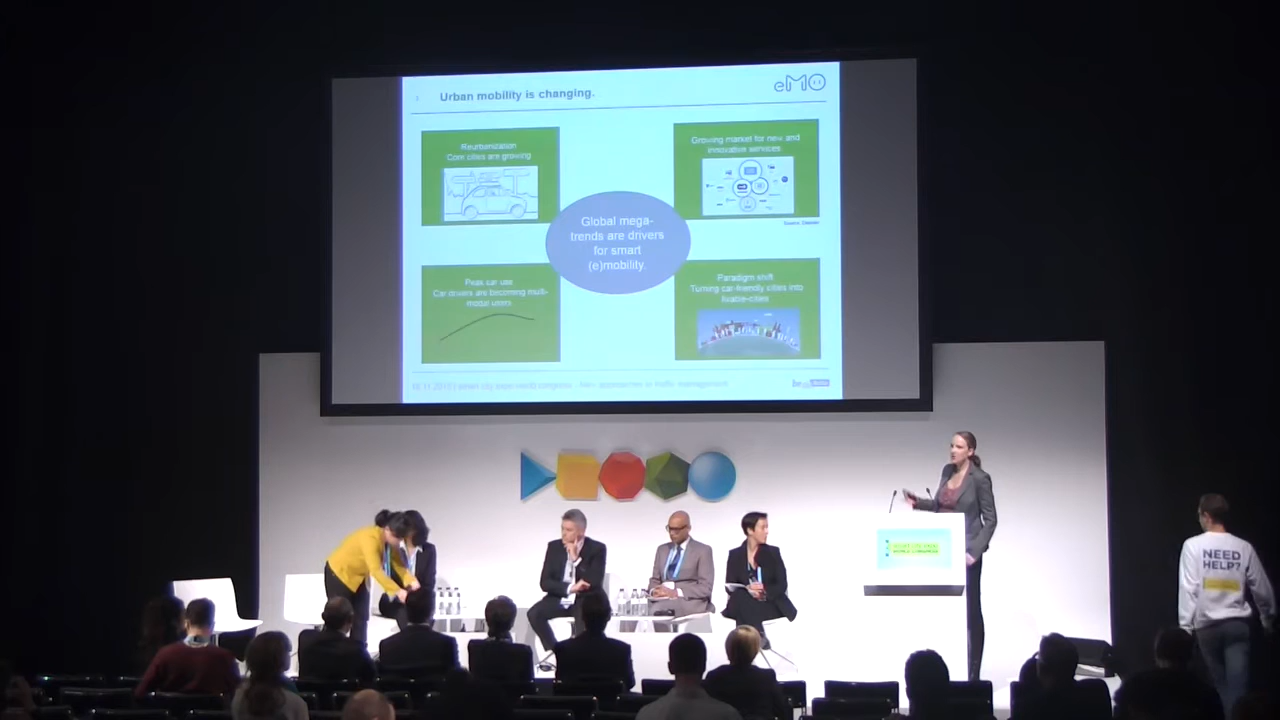 Urban mobility is changing.
eMO
Reurbanization
Core cities are growing
Growing market for new and
innovative services
Global mega-
trends are drivers
for smart
(e)mobility.
Peak car use
Car drivers are becoming multi-
modal users
Paradigm shift
Turning car-friendly cities into
livable-cities
WORLD CONGRESS
NEED
HELP?